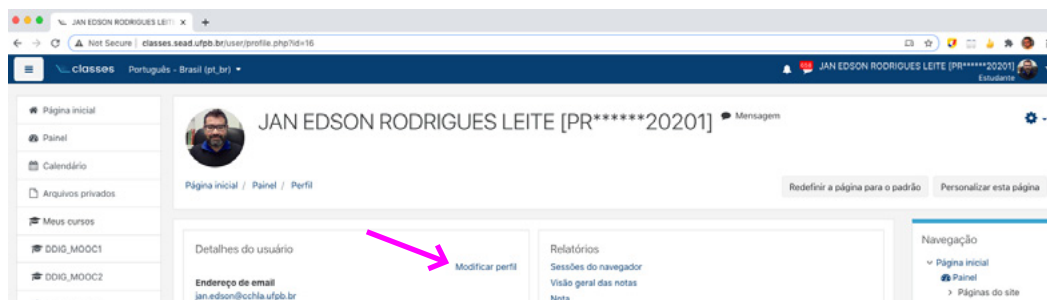 JAN EDSON RODRIGUES LEIT
Not Secure | classes.sead.ufpb.br/user/profile.php?id=16
classes Português - Brasil (pt_br)
JAN EDSON RODRIGUES LEITE [PR******20201]
Estudante
Página inicial
Painel
Calendário
Arquivos privados
Meus cursos
DDIG_MOOC1
DDIG_MOOC2
JAN EDSON RODRIGUES LEITE [PR******20201] Mensagem
Página inicial / Painel / Perfil
Redefinir a página para o padrão Personalizar esta página
Detalhes do usuário
Modificar perfil
Endereço de email
jan.edson@cchla.ufpb.br
Relatórios
Sessões do navegador
Visão geral das notas
Nota
Navegação
Página inicial
Painel
Páginas do site